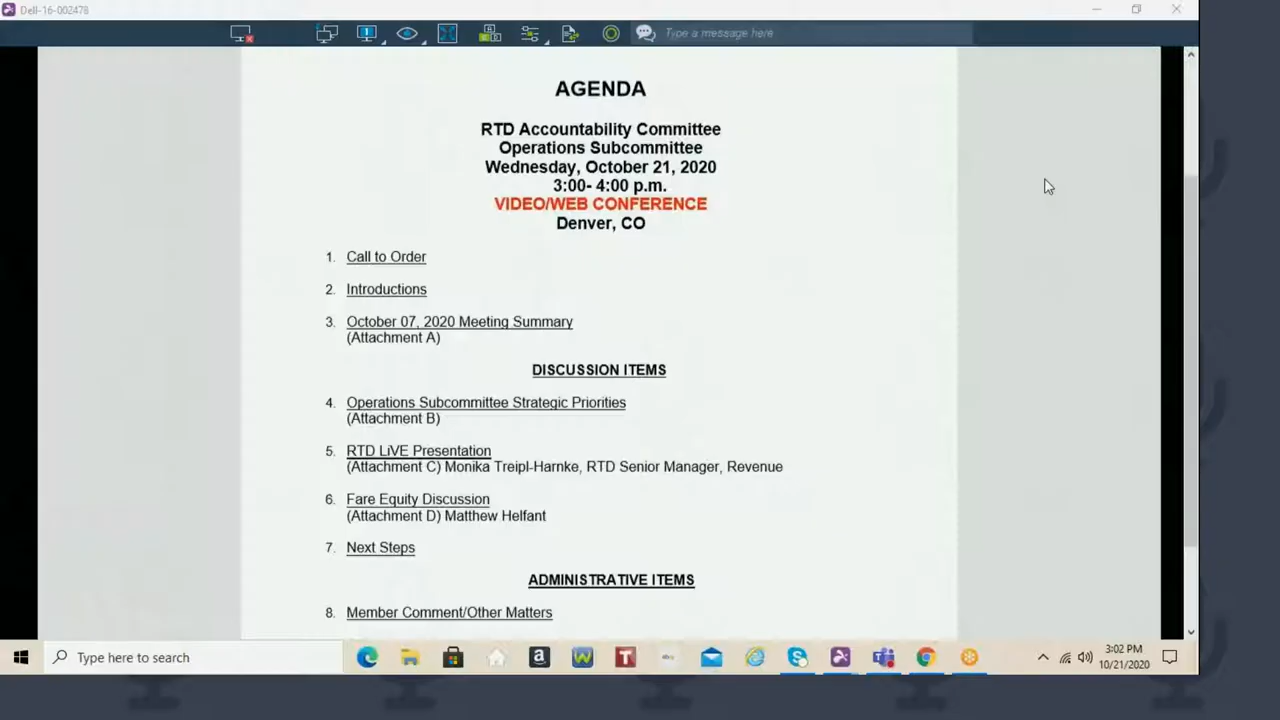 Dell-16-002478
Type a message here
AGENDA
RTD Accountability Committee
Operations Subcommittee
Wednesday, October 21, 2020
3:00- 4:00 p.m.
VIDEO/WEB CONFERENCE
Denver, CO
1. Call to Order
2. Introductions
3. October 07, 2020 Meeting Summary
(Attachment A)
DISCUSSION ITEMS
4. Operations Subcommittee Strategic Priorities
(Attachment B)
5. RTD LiVE Presentation
(Attachment C) Monika Treipl-Harnke, RTD Senior Manager, Revenue
6. Fare Equity Discussion
(Attachment D) Matthew Helfant
7. Next Steps
ADMINISTRATIVE ITEMS
8. Member Comment/Other Matters
Type here to search
3:02 PM
10/21/2020